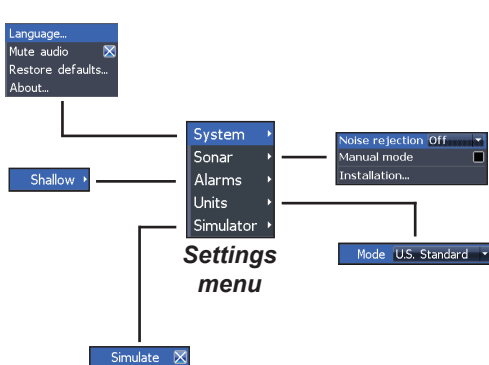 Language...
Mute audio
Restore defaults...
About...
System
Sonar
Alarms
Units
Simulator
Settings
menu
Noise rejection Off
Manual mode
Installation...
Shallow
Mode U.S. Standard
Simulate